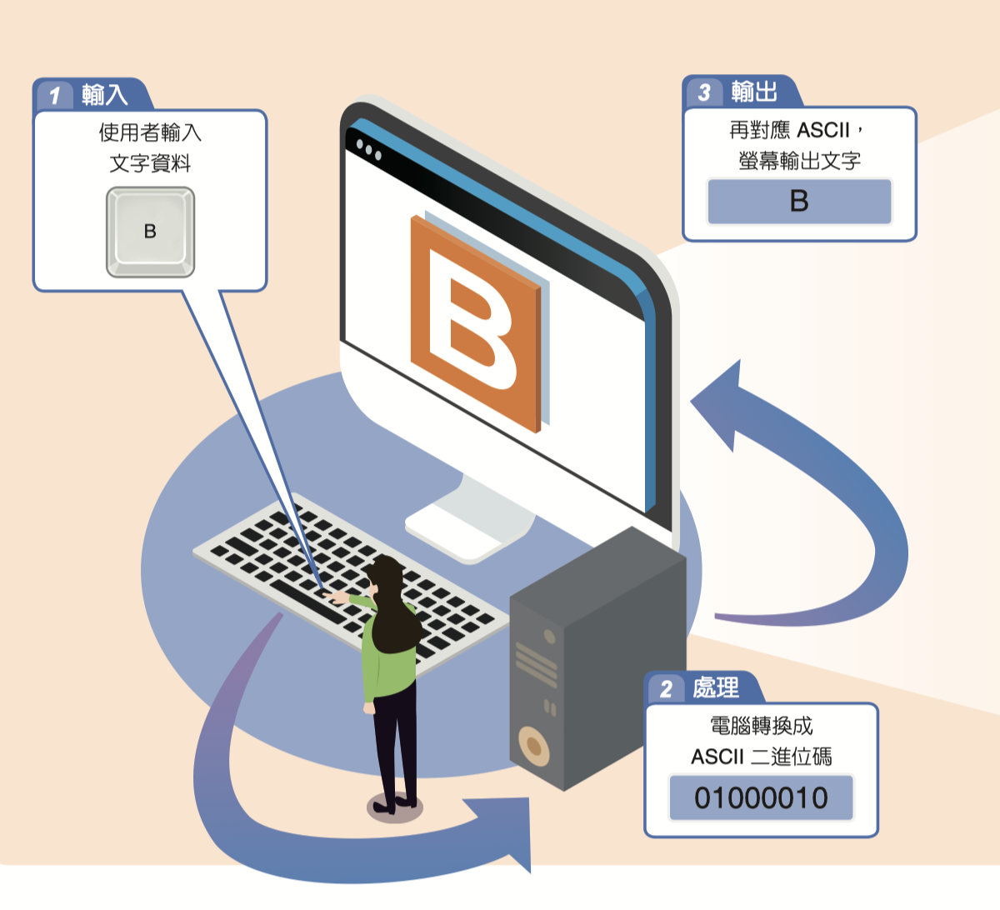 1 輸入
使用者輸入
文字資料
B
B
2 處理
電腦轉換成
ASCII 二進位碼
01000010
3 輸出
再對應 ASCII，
螢幕輸出文字
B